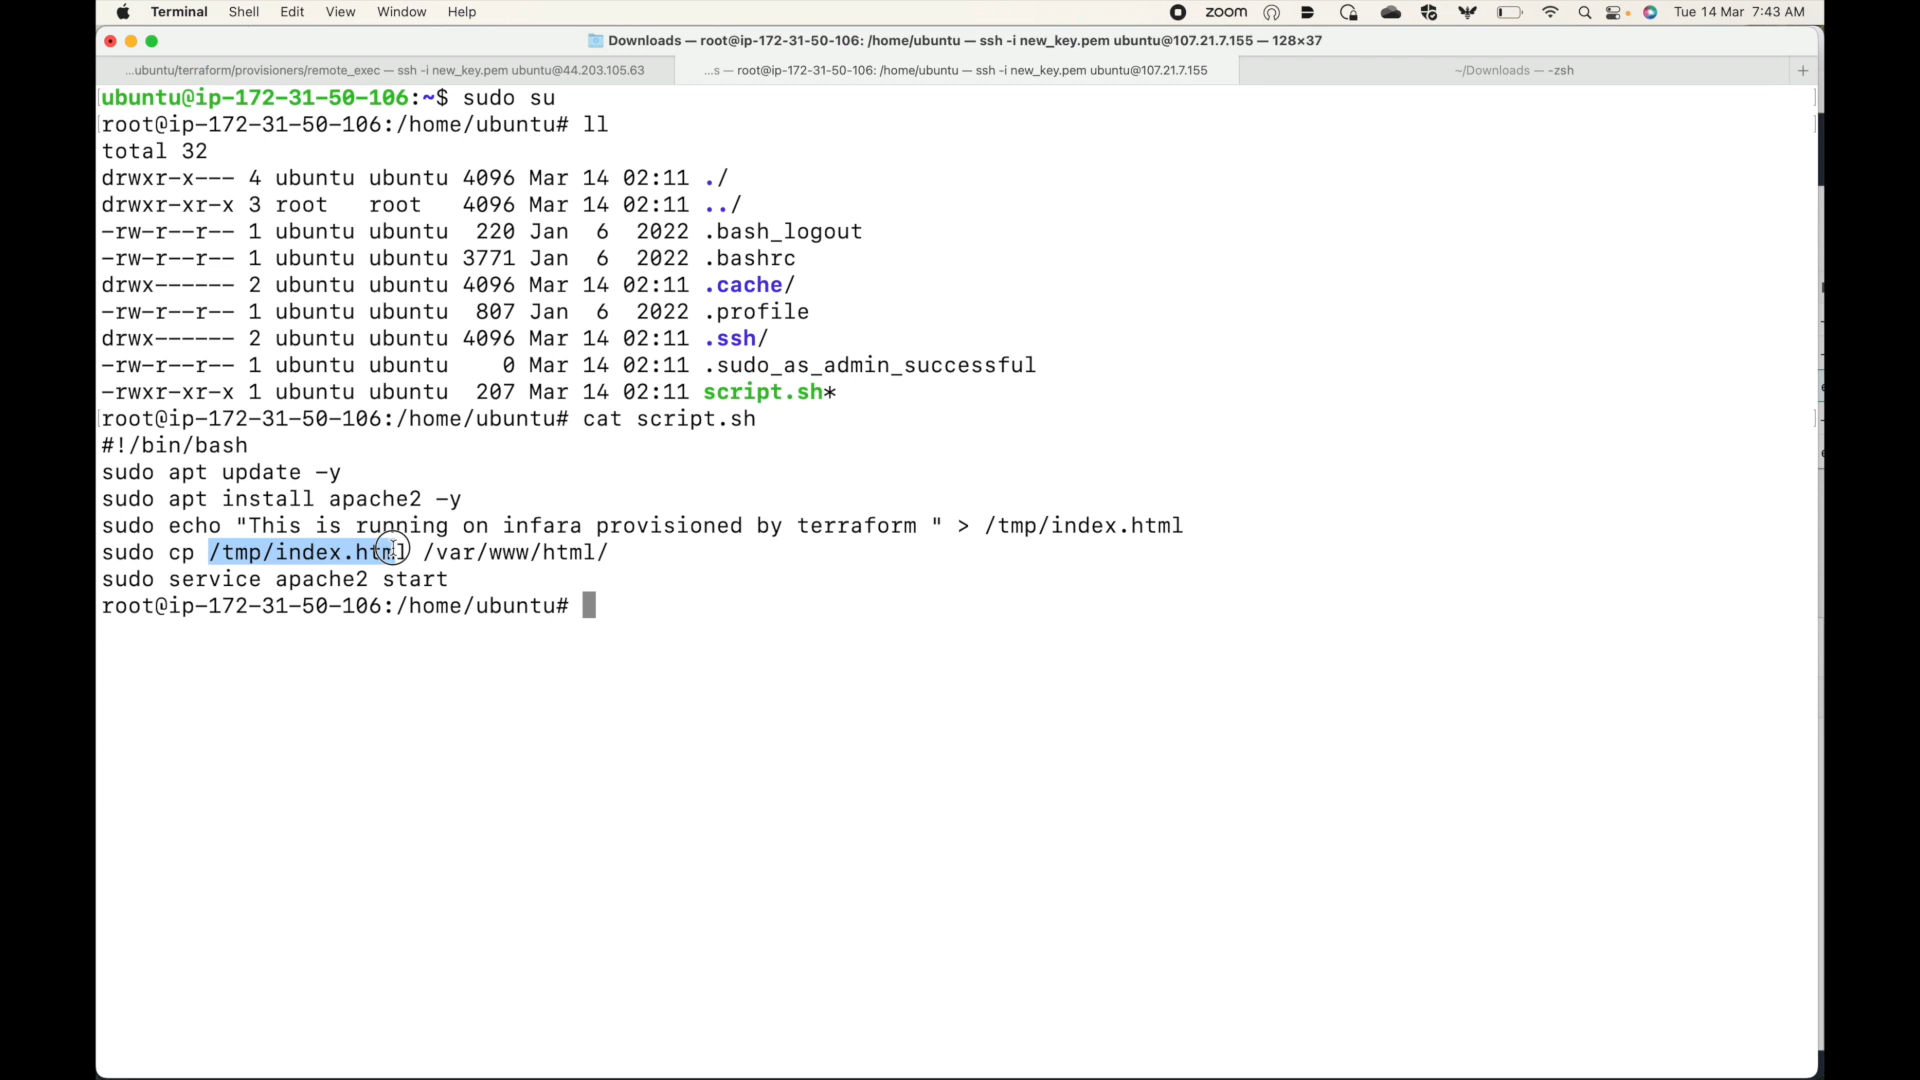 Terminal Shell Edit View Window Help zoom Tue 14 Mar 7:43 AM
Downloads — root@ip-172-31-50-106: /home/ubuntu — ssh -i new_key.pem ubuntu@107.21.7.155 — 128×37
...ubuntu/terraform/provisioners/remote_exec — ssh -i new_key.pem ubuntu@44.203.105.63 ...s — root@ip-172-31-50-106: /home/ubuntu — ssh -i new_key.pem ubuntu@107.21.7.155 ~/Downloads — -zsh +
ubuntu@ip-172-31-50-106:~$ sudo su
root@ip-172-31-50-106:/home/ubuntu# ll
total 32
drwxr-x--- 4 ubuntu ubuntu 4096 Mar 14 02:11 ./
drwxr-xr-x 3 root   root   4096 Mar 14 02:11 ../
-rw-r--r-- 1 ubuntu ubuntu  220 Jan  6  2022 .bash_logout
-rw-r--r-- 1 ubuntu ubuntu 3771 Jan  6  2022 .bashrc
drwx------ 2 ubuntu ubuntu 4096 Mar 14 02:11 .cache/
-rw-r--r-- 1 ubuntu ubuntu  807 Jan  6  2022 .profile
drwx------ 2 ubuntu ubuntu 4096 Mar 14 02:11 .ssh/
-rw-r--r-- 1 ubuntu ubuntu    0 Mar 14 02:11 .sudo_as_admin_successful
-rwxr-xr-x 1 ubuntu ubuntu  207 Mar 14 02:11 script.sh*
root@ip-172-31-50-106:/home/ubuntu# cat script.sh
#!/bin/bash
sudo apt update -y
sudo apt install apache2 -y
sudo echo "This is running on infara provisioned by terraform " > /tmp/index.html
sudo cp /tmp/index.html /var/www/html/
sudo service apache2 start
root@ip-172-31-50-106:/home/ubuntu#